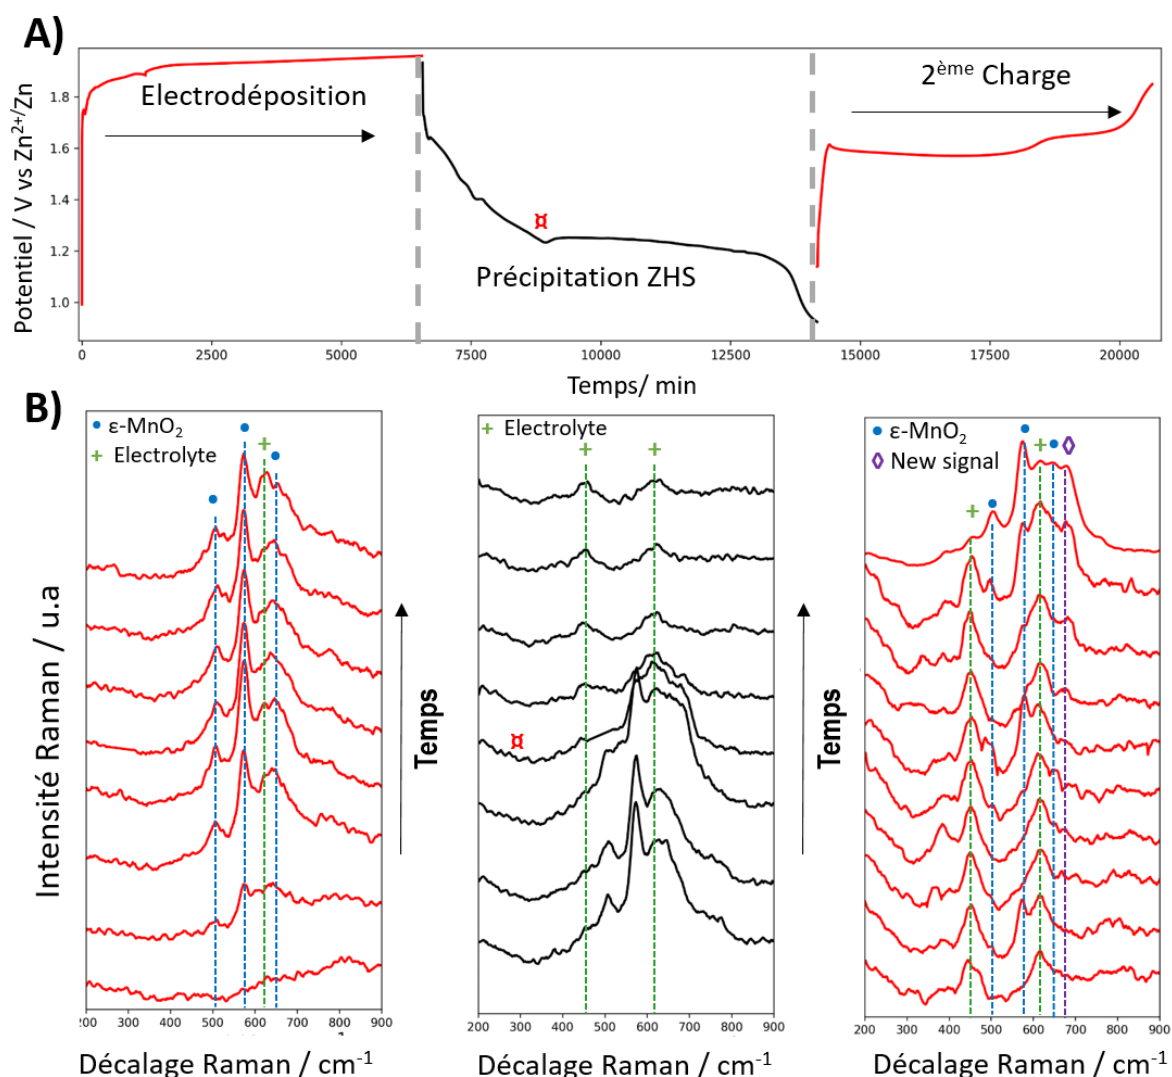 A)
Potentiel / V vs Zn²⁺/Zn
1.8
1.6
1.4
1.2
1.0
Electrodéposition
¤
Précipitation ZHS
2ème Charge
0
2500
5000
7500
10000
12500
15000
17500
20000
Temps/ min
B)
Intensité Raman / u.a
ε-MnO₂
Electrolyte
200 300 400 500 600 700 800 900
Décalage Raman / cm⁻¹
Temps
Electrolyte
¤
200 300 400 500 600 700 800 900
Décalage Raman / cm⁻¹
Temps
ε-MnO₂
New signal
200 300 400 500 600 700 800 900
Décalage Raman / cm⁻¹